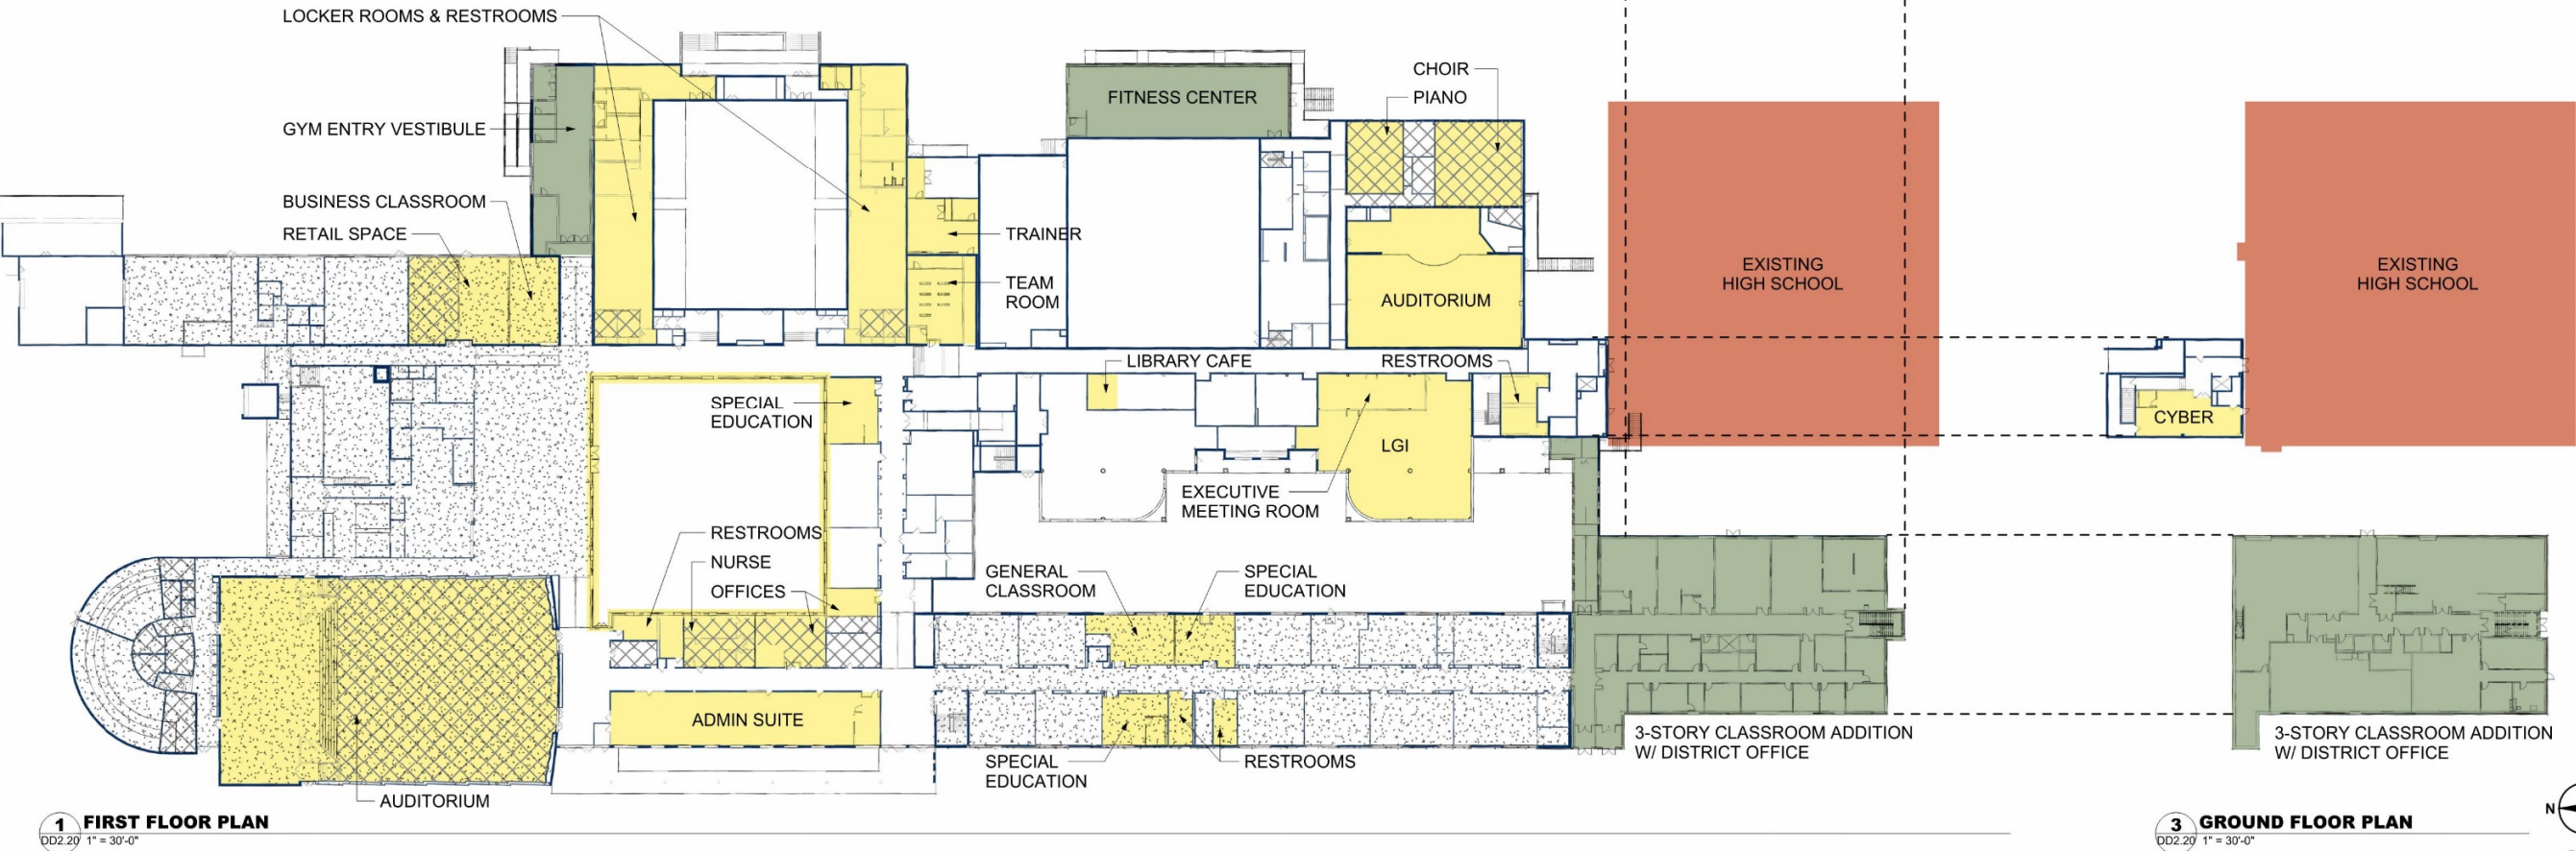 LOCKER ROOMS & RESTROOMS
GYM ENTRY VESTIBULE
BUSINESS CLASSROOM
RETAIL SPACE
FITNESS CENTER
CHOIR
PIANO
TRAINER
TEAM
ROOM
AUDITORIUM
EXISTING
HIGH SCHOOL
EXISTING
HIGH SCHOOL
LIBRARY CAFE
RESTROOMS
SPECIAL
EDUCATION
LGI
CYBER
EXECUTIVE
MEETING ROOM
RESTROOMS
NURSE
OFFICES
GENERAL
CLASSROOM
SPECIAL
EDUCATION
ADMIN SUITE
SPECIAL
EDUCATION
RESTROOMS
3-STORY CLASSROOM ADDITION
W/ DISTRICT OFFICE
3-STORY CLASSROOM ADDITION
W/ DISTRICT OFFICE
AUDITORIUM
1 FIRST FLOOR PLAN
DD2.20 1" = 30'-0"
3 GROUND FLOOR PLAN
DD2.20 1" = 30'-0"
N